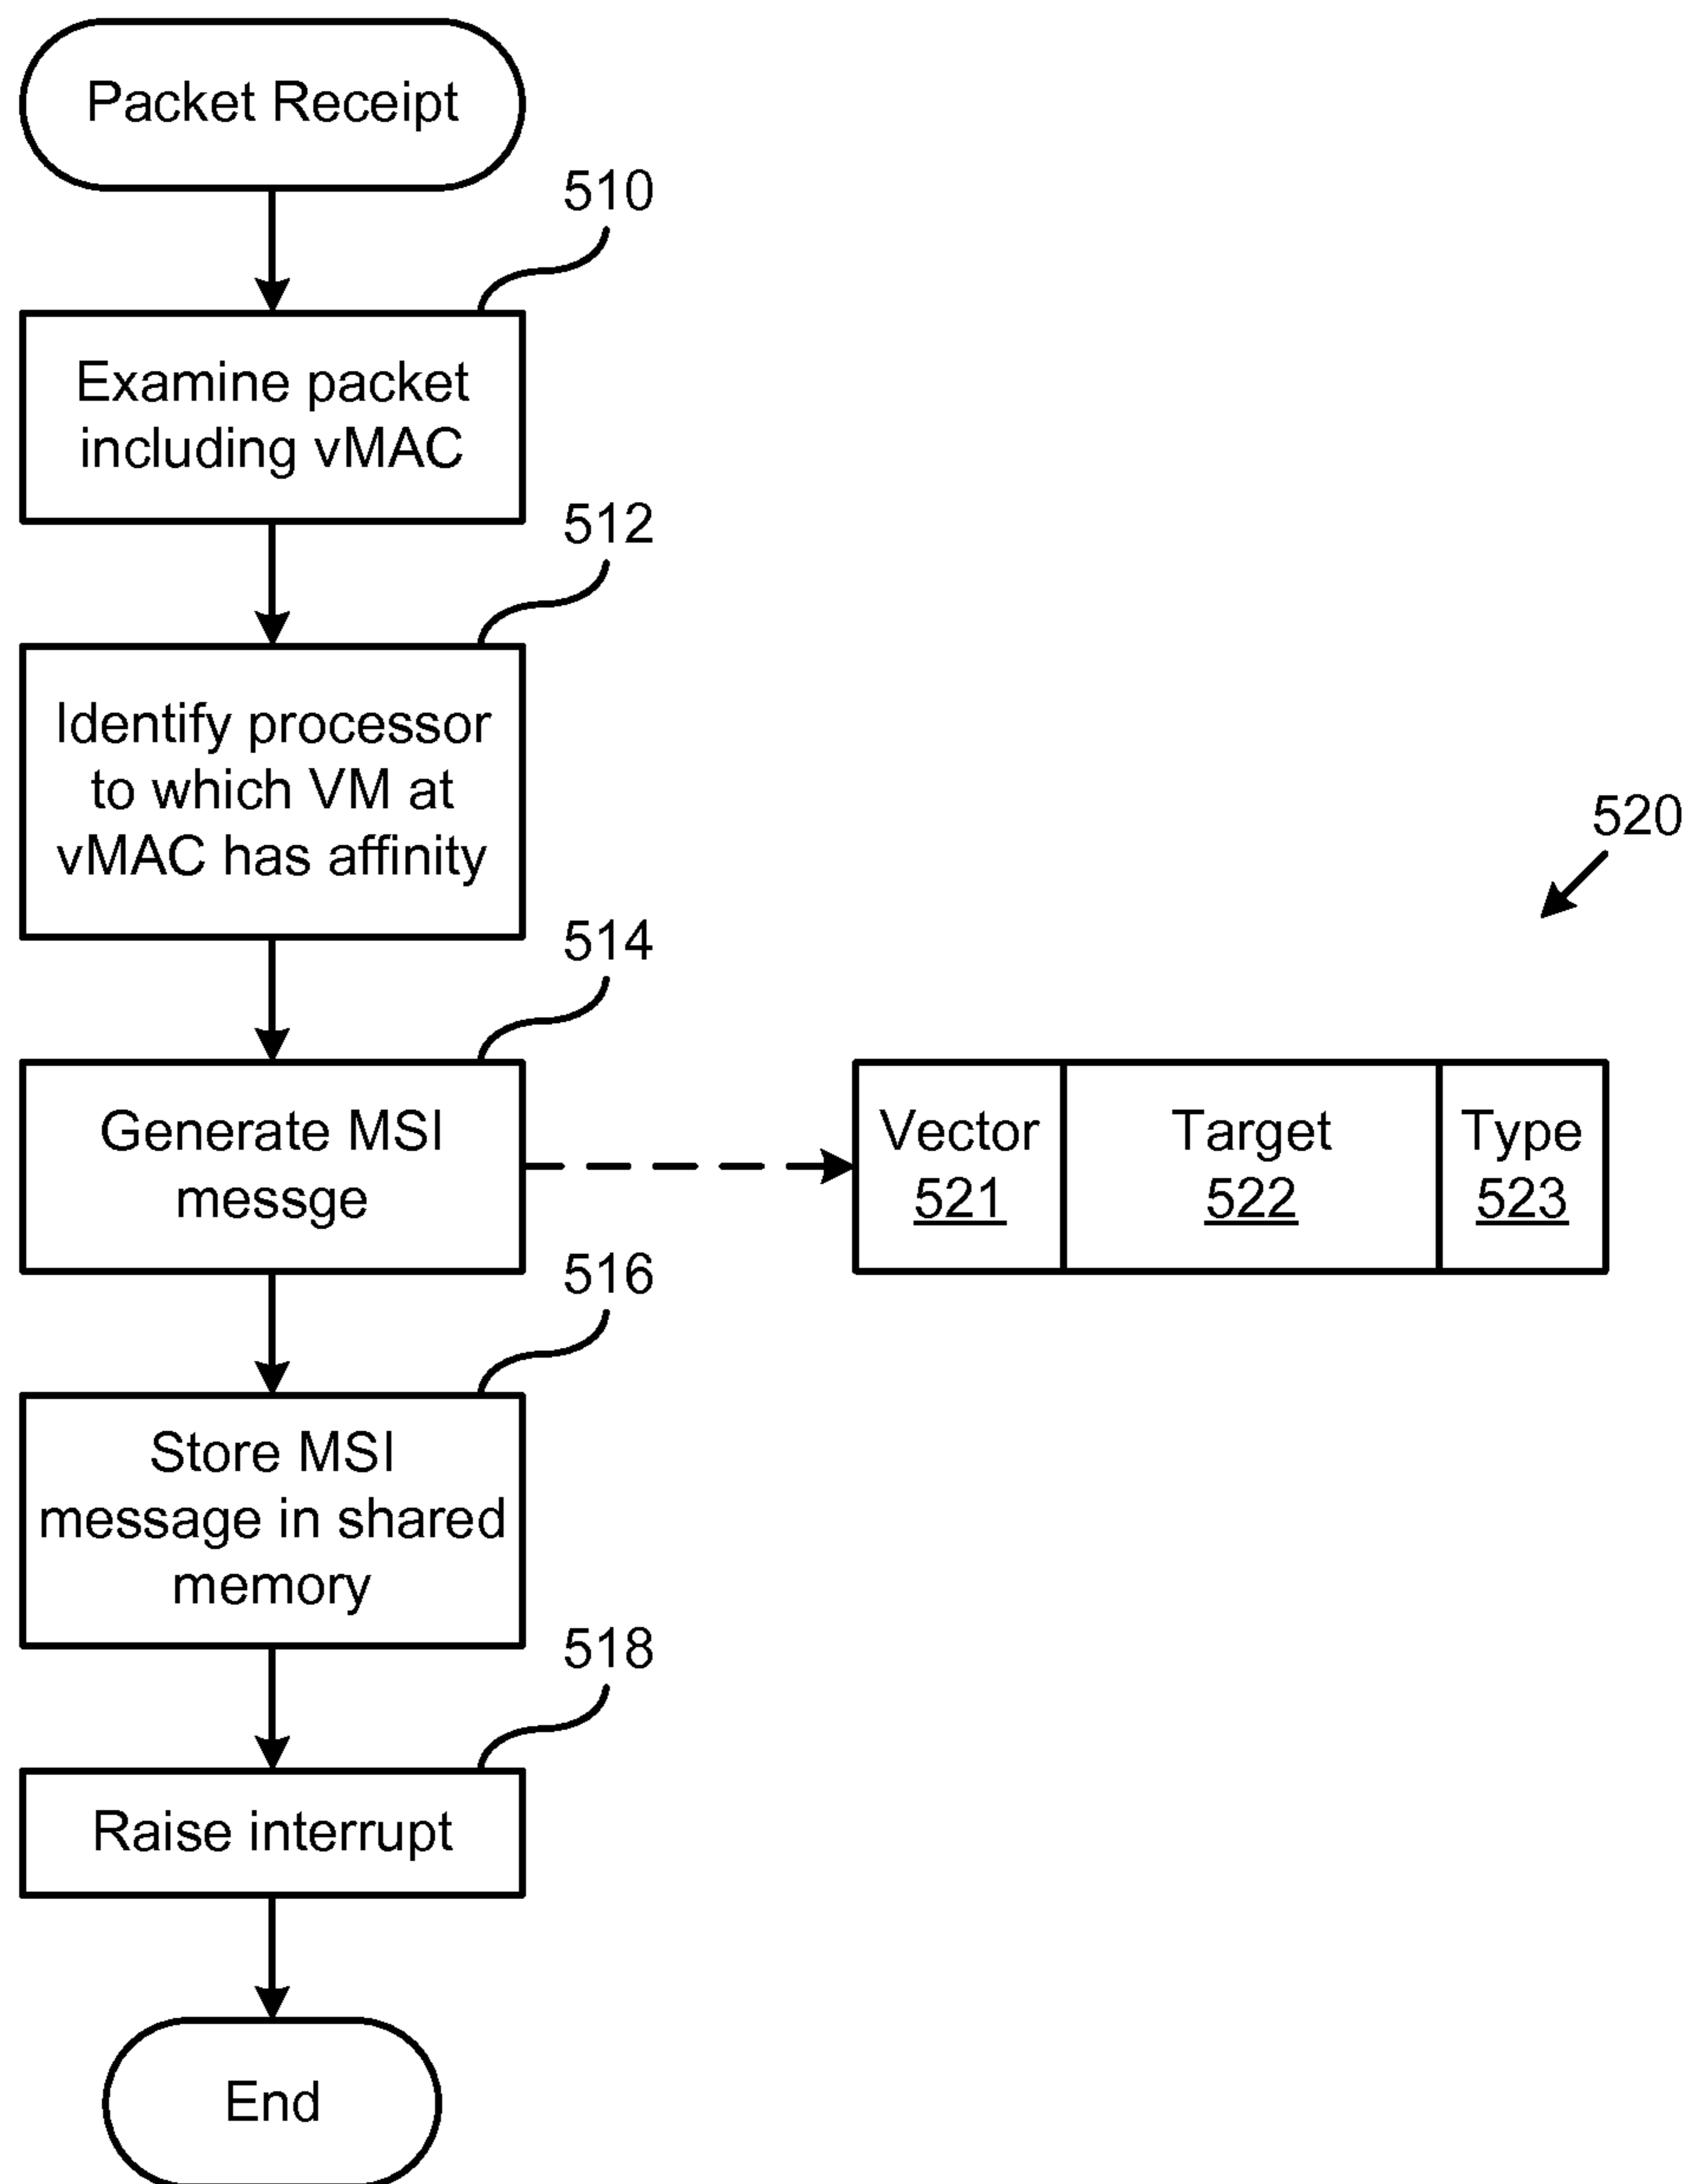 Packet Receipt
510
Examine packet
including vMAC
512
Identify processor
to which VM at
vMAC has affinity
520
514
Generate MSI
messge
Vector
521
Target
522
Type
523
516
Store MSI
message in shared
memory
518
Raise interrupt
End